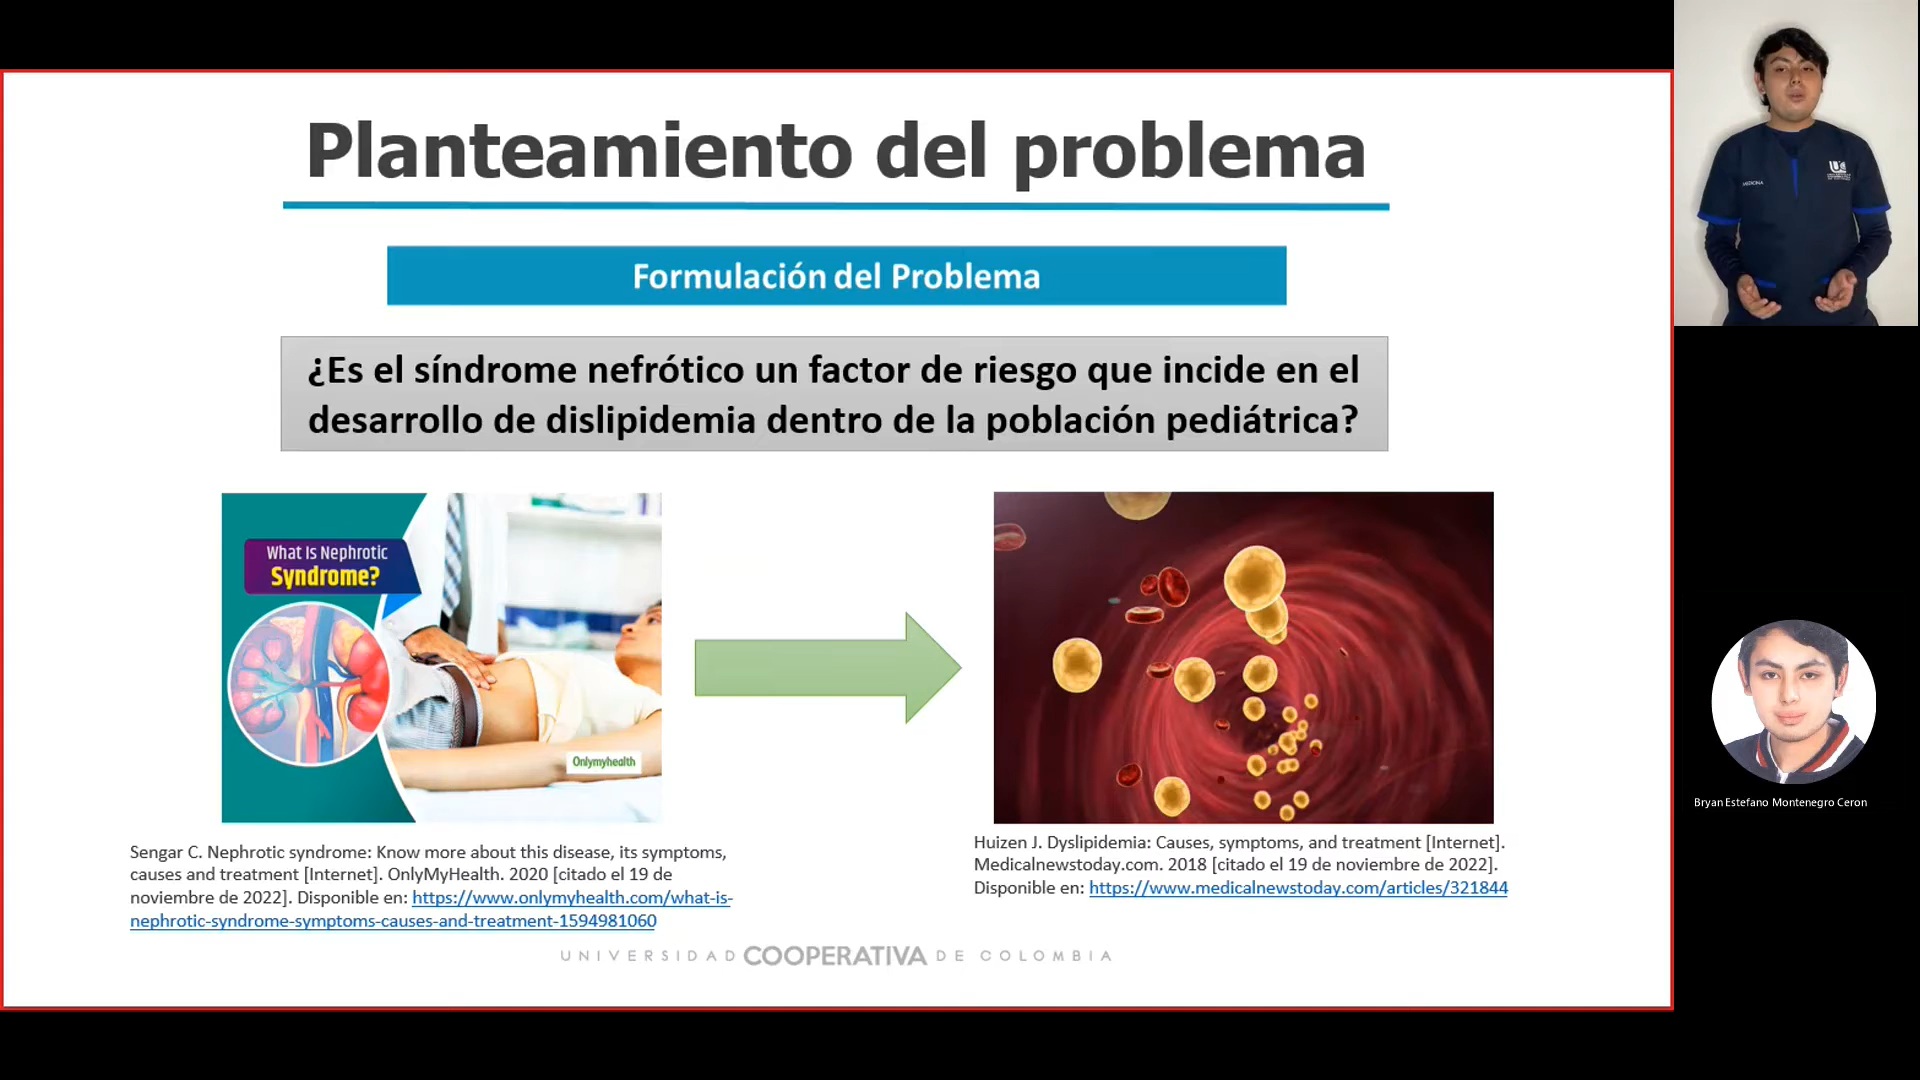 Planteamiento del problema
Formulación del Problema
¿Es el síndrome nefrótico un factor de riesgo que incide en el
desarrollo de dislipidemia dentro de la población pediátrica?
What Is Nephrotic
Syndrome?
Onlymyhealth
Sengar C. Nephrotic syndrome: Know more about this disease, its symptoms,
causes and treatment [Internet]. OnlyMyHealth. 2020 [citado el 19 de
noviembre de 2022]. Disponible en: https://www.onlymyhealth.com/what-is-
nephrotic-syndrome-symptoms-causes-and-treatment-1594981060
Huizen J. Dyslipidemia: Causes, symptoms, and treatment [Internet].
Medicalnewstoday.com. 2018 [citado el 19 de noviembre de 2022].
Disponible en: https://www.medicalnewstoday.com/articles/321844
UNIVERSIDAD COOPERATIVA DE COLOMBIA
MEDICINA
Bryan Estefano Montenegro Ceron